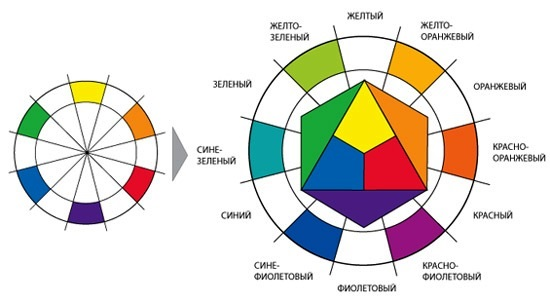 ЖЕЛТЫЙ
ЖЕЛТО-
ОРАНЖЕВЫЙ
ОРАНЖЕВЫЙ
КРАСНО-
ОРАНЖЕВЫЙ
КРАСНЫЙ
КРАСНО-
ФИОЛЕТОВЫЙ
ФИОЛЕТОВЫЙ
СИНЕ-
ФИОЛЕТОВЫЙ
СИНИЙ
СИНЕ-
ЗЕЛЕНЫЙ
ЗЕЛЕНЫЙ
ЖЕЛТО-
ЗЕЛЕНЫЙ